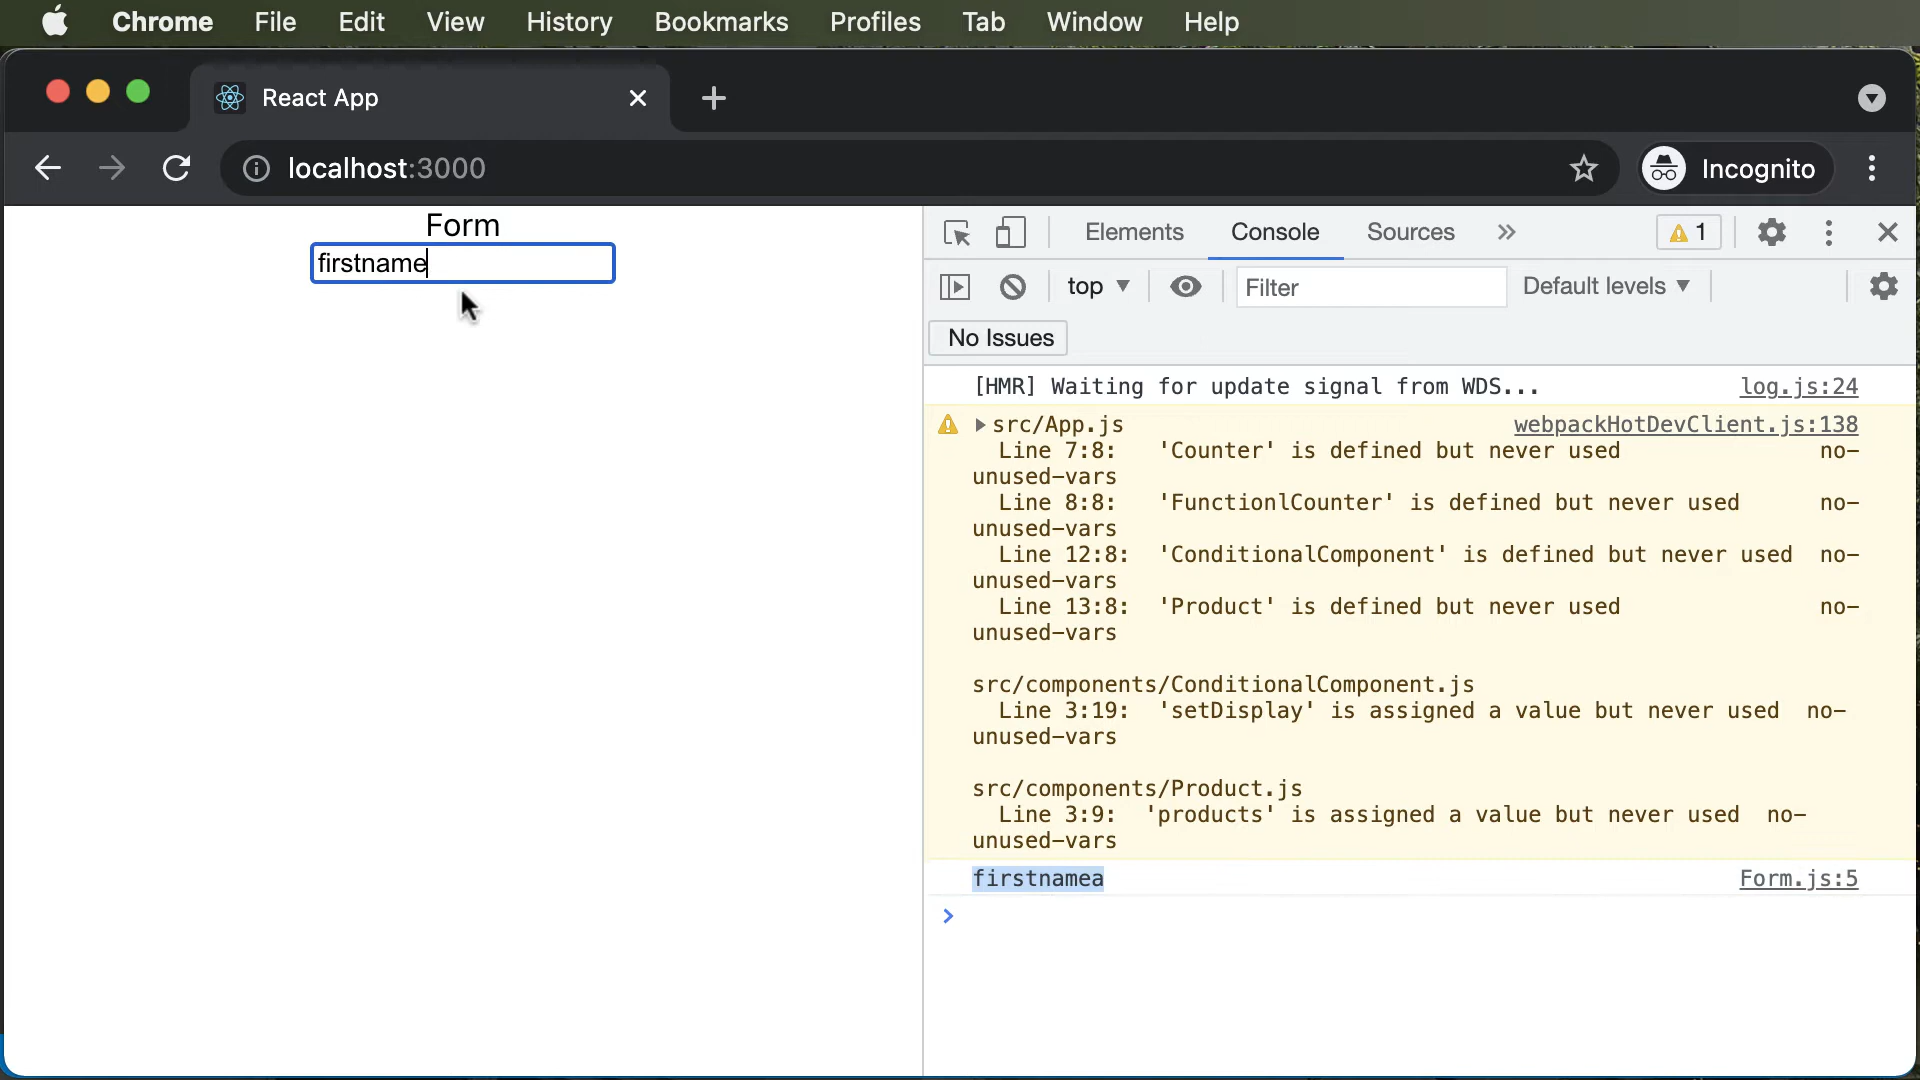 Chrome File Edit View History Bookmarks Profiles Tab Window Help
React App
localhost:3000
Incognito
Form
firstname
Elements Console Sources 1
top Filter Default levels
No Issues
[HMR] Waiting for update signal from WDS... log.js:24
src/App.js webpackHotDevClient.js:138
Line 7:8: 'Counter' is defined but never used no-
unused-vars
Line 8:8: 'FunctionlCounter' is defined but never used no-
unused-vars
Line 12:8: 'ConditionalComponent' is defined but never used no-
unused-vars
Line 13:8: 'Product' is defined but never used no-
unused-vars
src/components/ConditionalComponent.js
Line 3:19: 'setDisplay' is assigned a value but never used no-
unused-vars
src/components/Product.js
Line 3:9: 'products' is assigned a value but never used no-
unused-vars
firstnamea Form.js:5